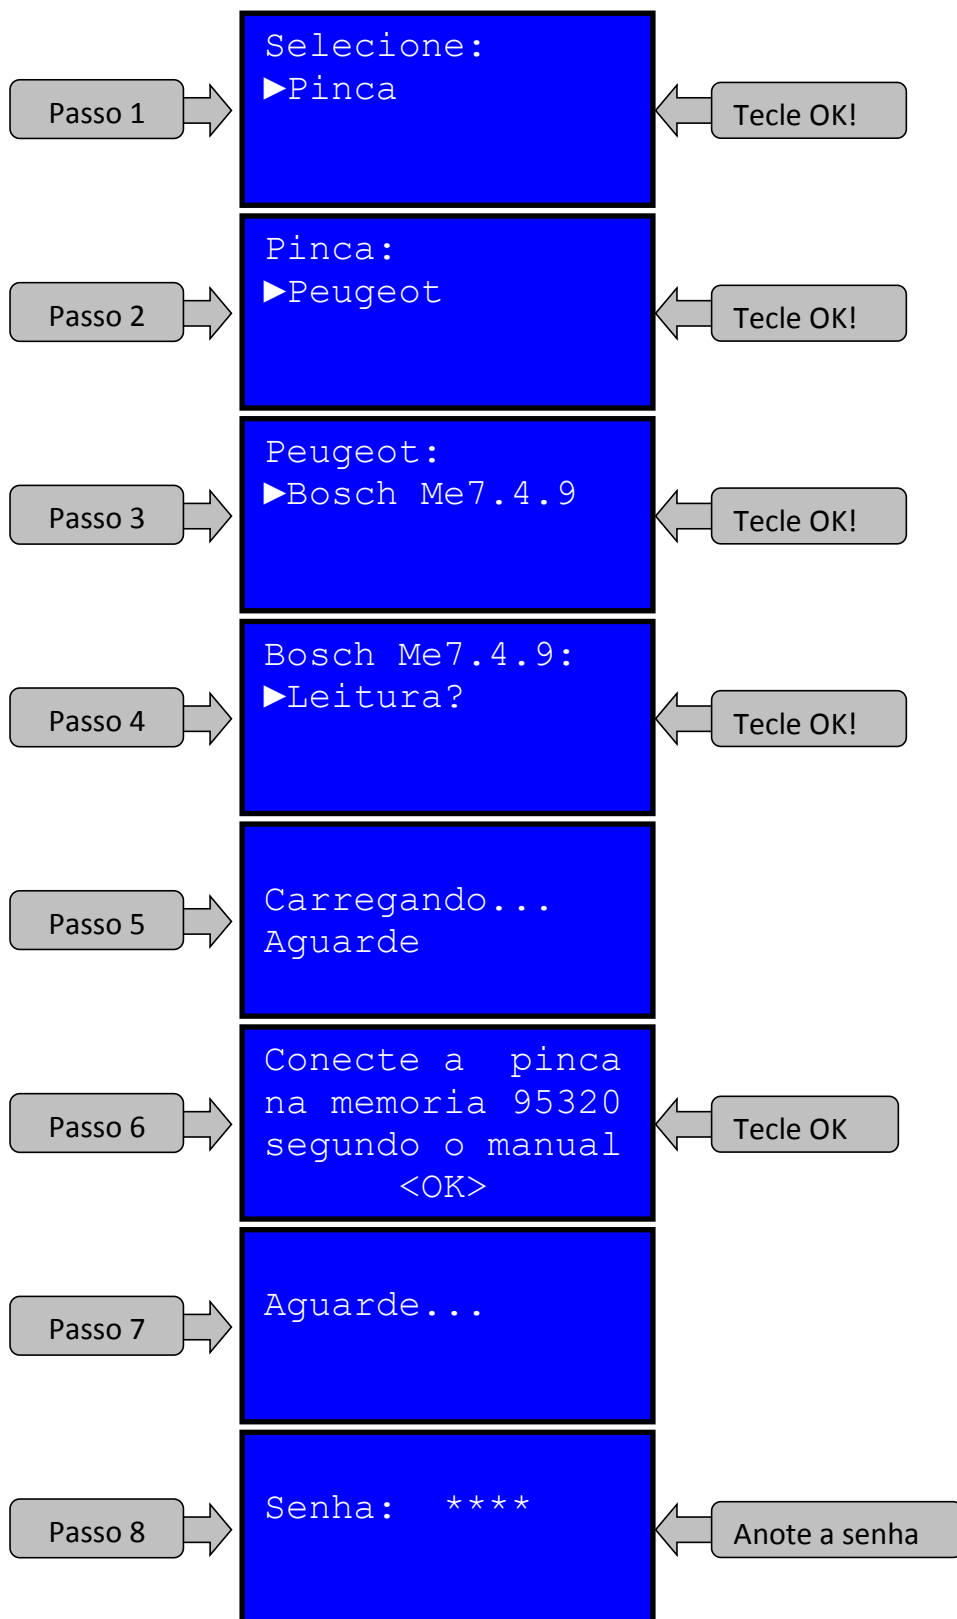 Selecione:
Passo 1
►Pinca
Tecle OK!
Pinca:
Passo 2
►Peugeot
Tecle OK!
Peugeot:
Passo 3
►Bosch Me7.4.9
Tecle OK!
Bosch Me7.4.9:
Passo 4
►Leitura?
Tecle OK!
Passo 5
Carregando...
Aguarde
Passo 6
Conecte a  pinca
na memoria 95320
segundo o manual
<OK>
Tecle OK
Passo 7
Aguarde...
Passo 8
Senha:  ****
Anote a senha